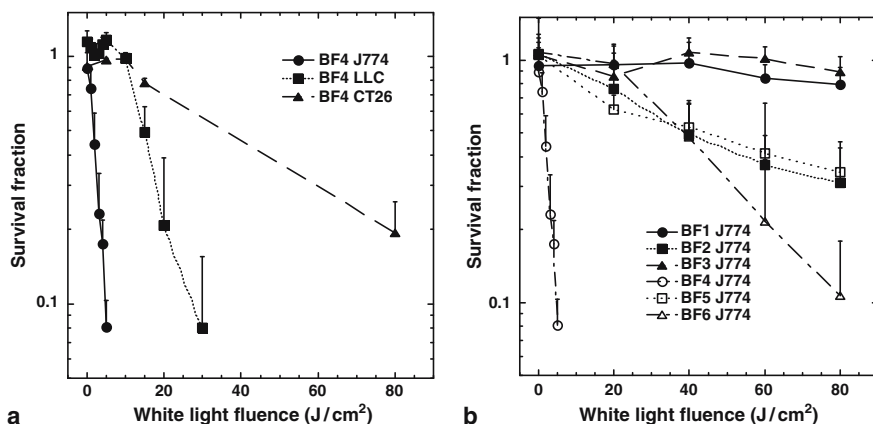 1
0.1
Survival fraction
BF4 J774
BF4 LLC
BF4 CT26
0 20 40 60 80
White light fluence (J/cm²)
a
1
0.1
Survival fraction
BF1 J774
BF2 J774
BF3 J774
BF4 J774
BF5 J774
BF6 J774
0 20 40 60 80
White light fluence (J/cm²)
b